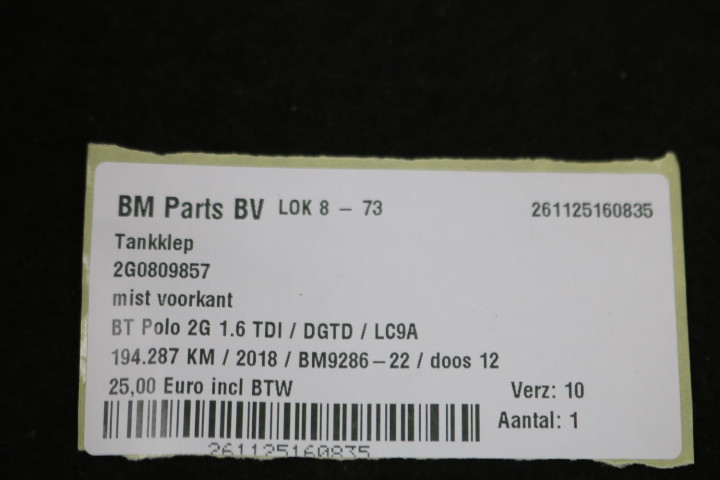 BM Parts BV LOK 8 - 73 261125160835
Tankklep
2G0809857
mist voorkant
BT Polo 2G 1.6 TDI / DGTD / LC9A
194.287 KM / 2018 / BM9286-22 / doos 12
25,00 Euro incl BTW Verz: 10
Aantal: 1
261125160835